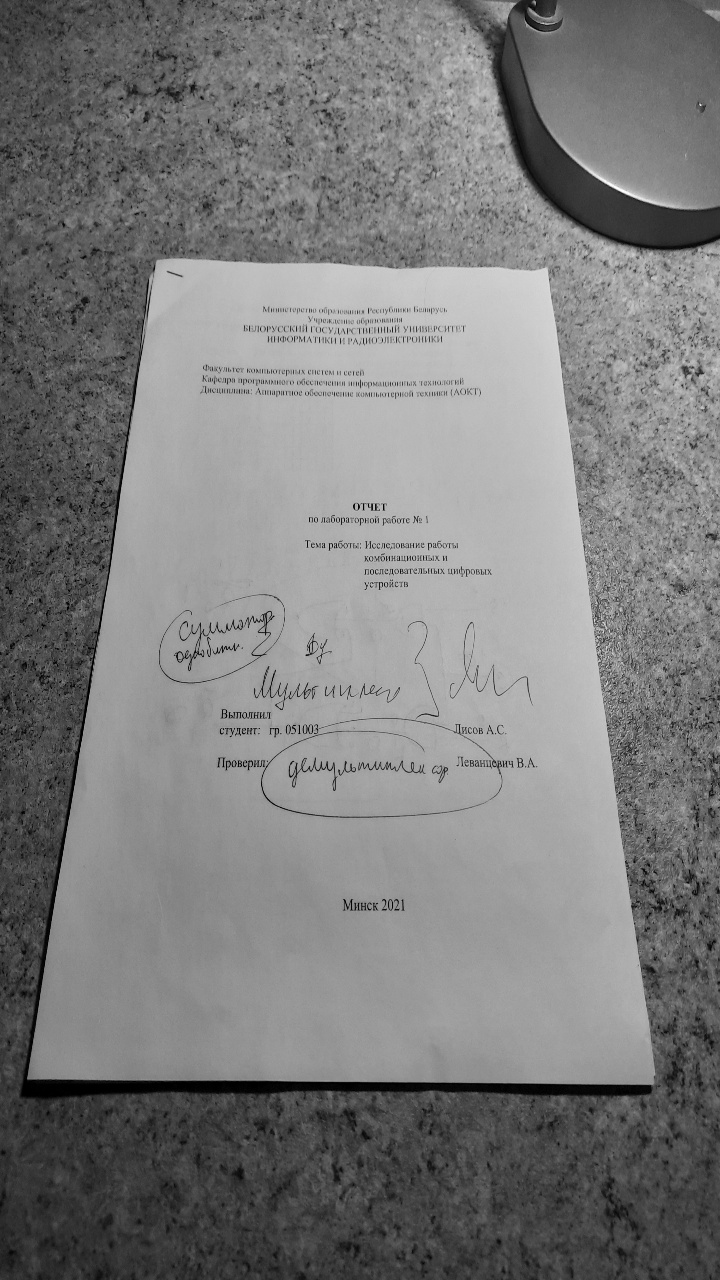 Министерство образования Республики Беларусь
Учреждение образования
БЕЛОРУССКИЙ ГОСУДАРСТВЕННЫЙ УНИВЕРСИТЕТ
ИНФОРМАТИКИ И РАДИОЭЛЕКТРОНИКИ
Факультет компьютерных систем и сетей
Кафедра программного обеспечения информационных технологий
Дисциплина: Аппаратное обеспечение компьютерной техники (АОКТ)
ОТЧЕТ
по лабораторной работе № 1
Тема работы: Исследование работы
комбинационных и
последовательных цифровых
устройств
Сумматор
Мультиплекс
Выполнил
студент: гр. 051003 Лисов А.С.
Проверил: демультиплексор Леванцевич В.А.
Минск 2021